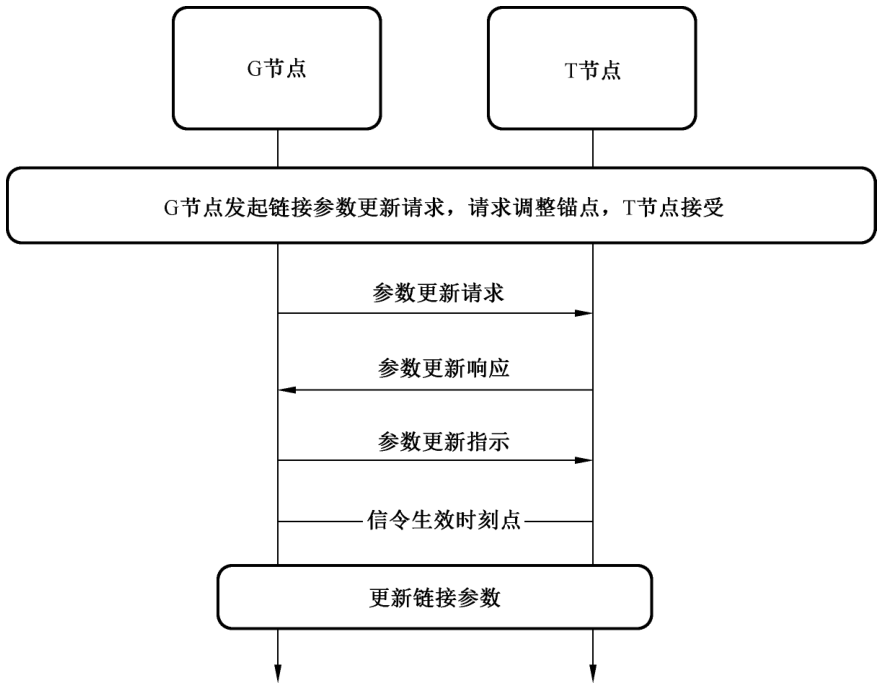 G节点
T节点
G节点发起链接参数更新请求，请求调整锚点，T节点接受
参数更新请求
参数更新响应
参数更新指示
信令生效时刻点
更新链接参数